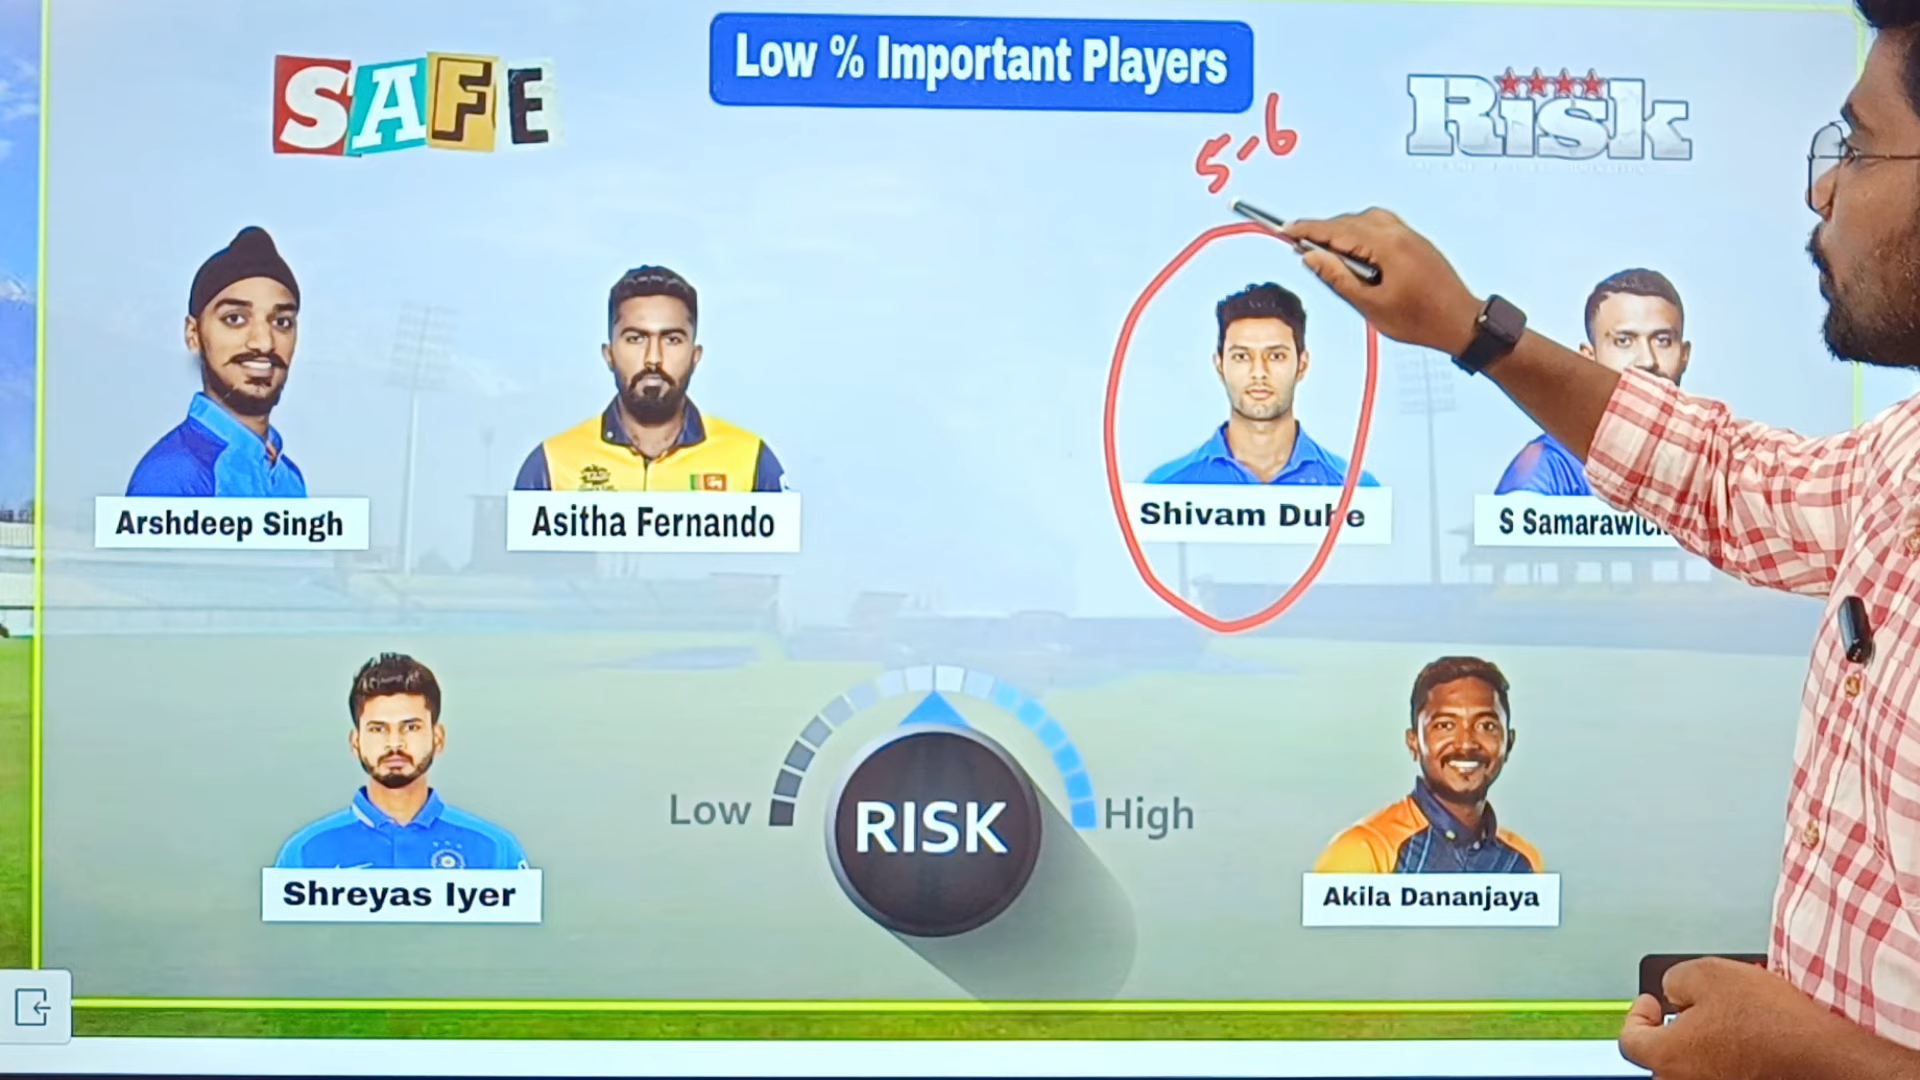 Low % Important Players
SAFE
Risk
5,6
Arshdeep Singh
Asitha Fernando
Shivam Dube
S
Low
RISK
High
Shreyas Iyer
Akila Dananjaya